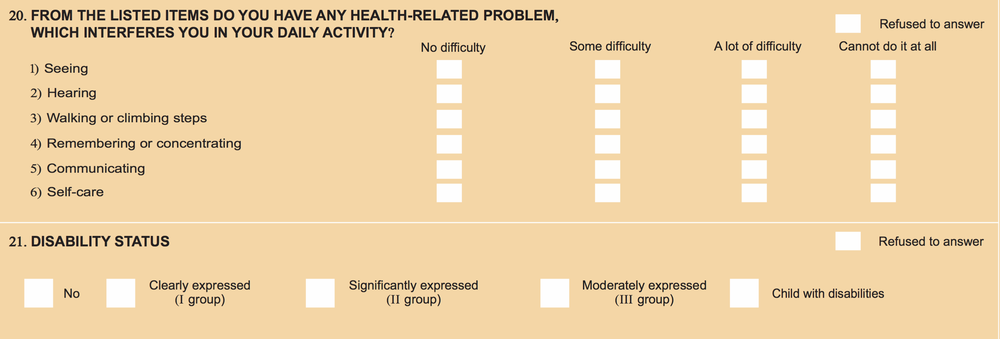 20. FROM THE LISTED ITEMS DO YOU HAVE ANY HEALTH-RELATED PROBLEM,
WHICH INTERFERES YOU IN YOUR DAILY ACTIVITY?
Refused to answer
No difficulty Some difficulty A lot of difficulty Cannot do it at all
1) Seeing
2) Hearing
3) Walking or climbing steps
4) Remembering or concentrating
5) Communicating
6) Self-care
21. DISABILITY STATUS
Refused to answer
No
Clearly expressed
(I group)
Significantly expressed
(II group)
Moderately expressed
(III group)
Child with disabilities